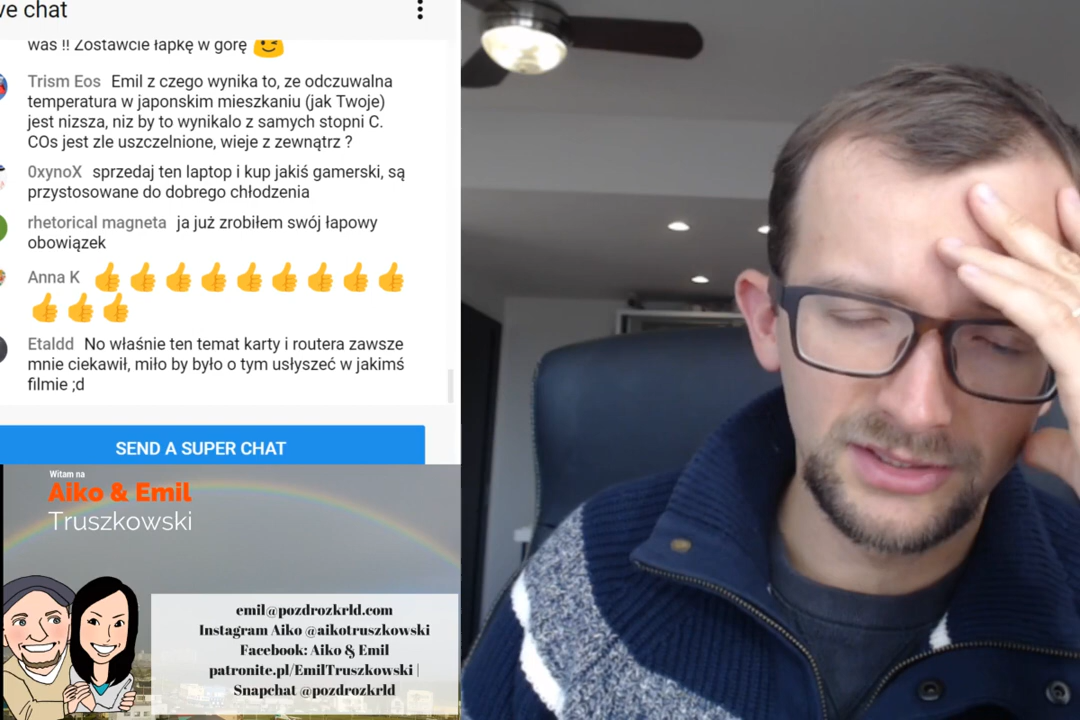 ve chat
was !! Zostawcie łapkę w górę
Trism Eos Emil z czego wynika to, ze odczuwalna
temperatura w japonskim mieszkaniu (jak Twoje)
jest nizsza, niz by to wynikalo z samych stopni C.
COs jest zle uszczelnione, wieje z zewnątrz ?
0xynoX sprzedaj ten laptop i kup jakiś gamerski, są
przystosowane do dobrego chłodzenia
rhetorical magneta ja już zrobiłem swój łapowy
obowiązek
Anna K
Etaldd No właśnie ten temat karty i routera zawsze
mnie ciekawił, miło by było o tym usłyszeć w jakimś
filmie ;d
SEND A SUPER CHAT
Witam na
Aiko & Emil
Truszkowski
emil@pozdrozkrld.com
Instagram Aiko @aikotruszkowski
Facebook: Aiko & Emil
patronite.pl/EmilTruszkowski |
Snapchat @pozdrozkrld